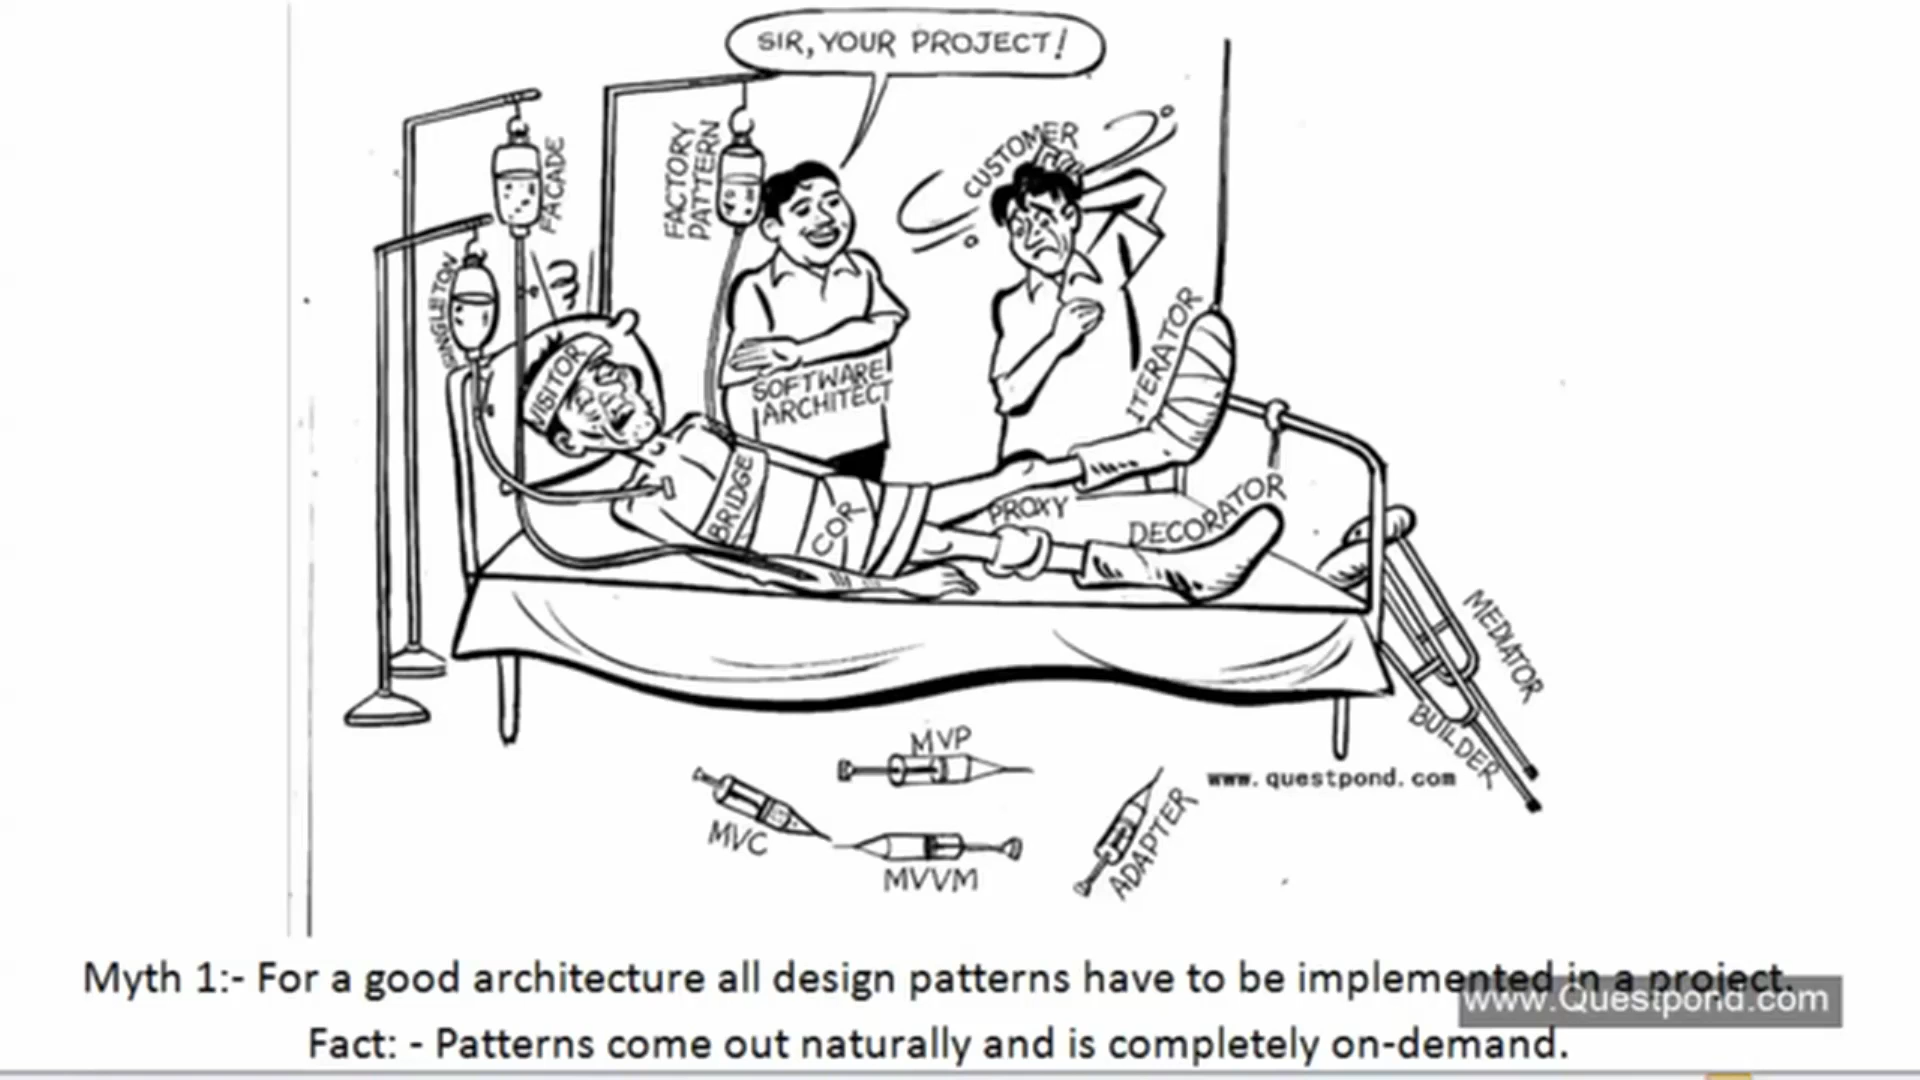 SIR, YOUR PROJECT!
FACADE
FACTORY
PATTERN
CUSTOMER
SINGLETON
VISITOR
SOFTWARE
ARCHITECT
ITERATOR
BRIDGE
COR
PROXY
DECORATOR
MEDIATOR
BUILDER
MVP
www.questpond.com
MVC
MVVM
ADAPTER
Myth 1:- For a good architecture all design patterns have to be implemented in a project.
www.Questpond.com
Fact: - Patterns come out naturally and is completely on-demand.